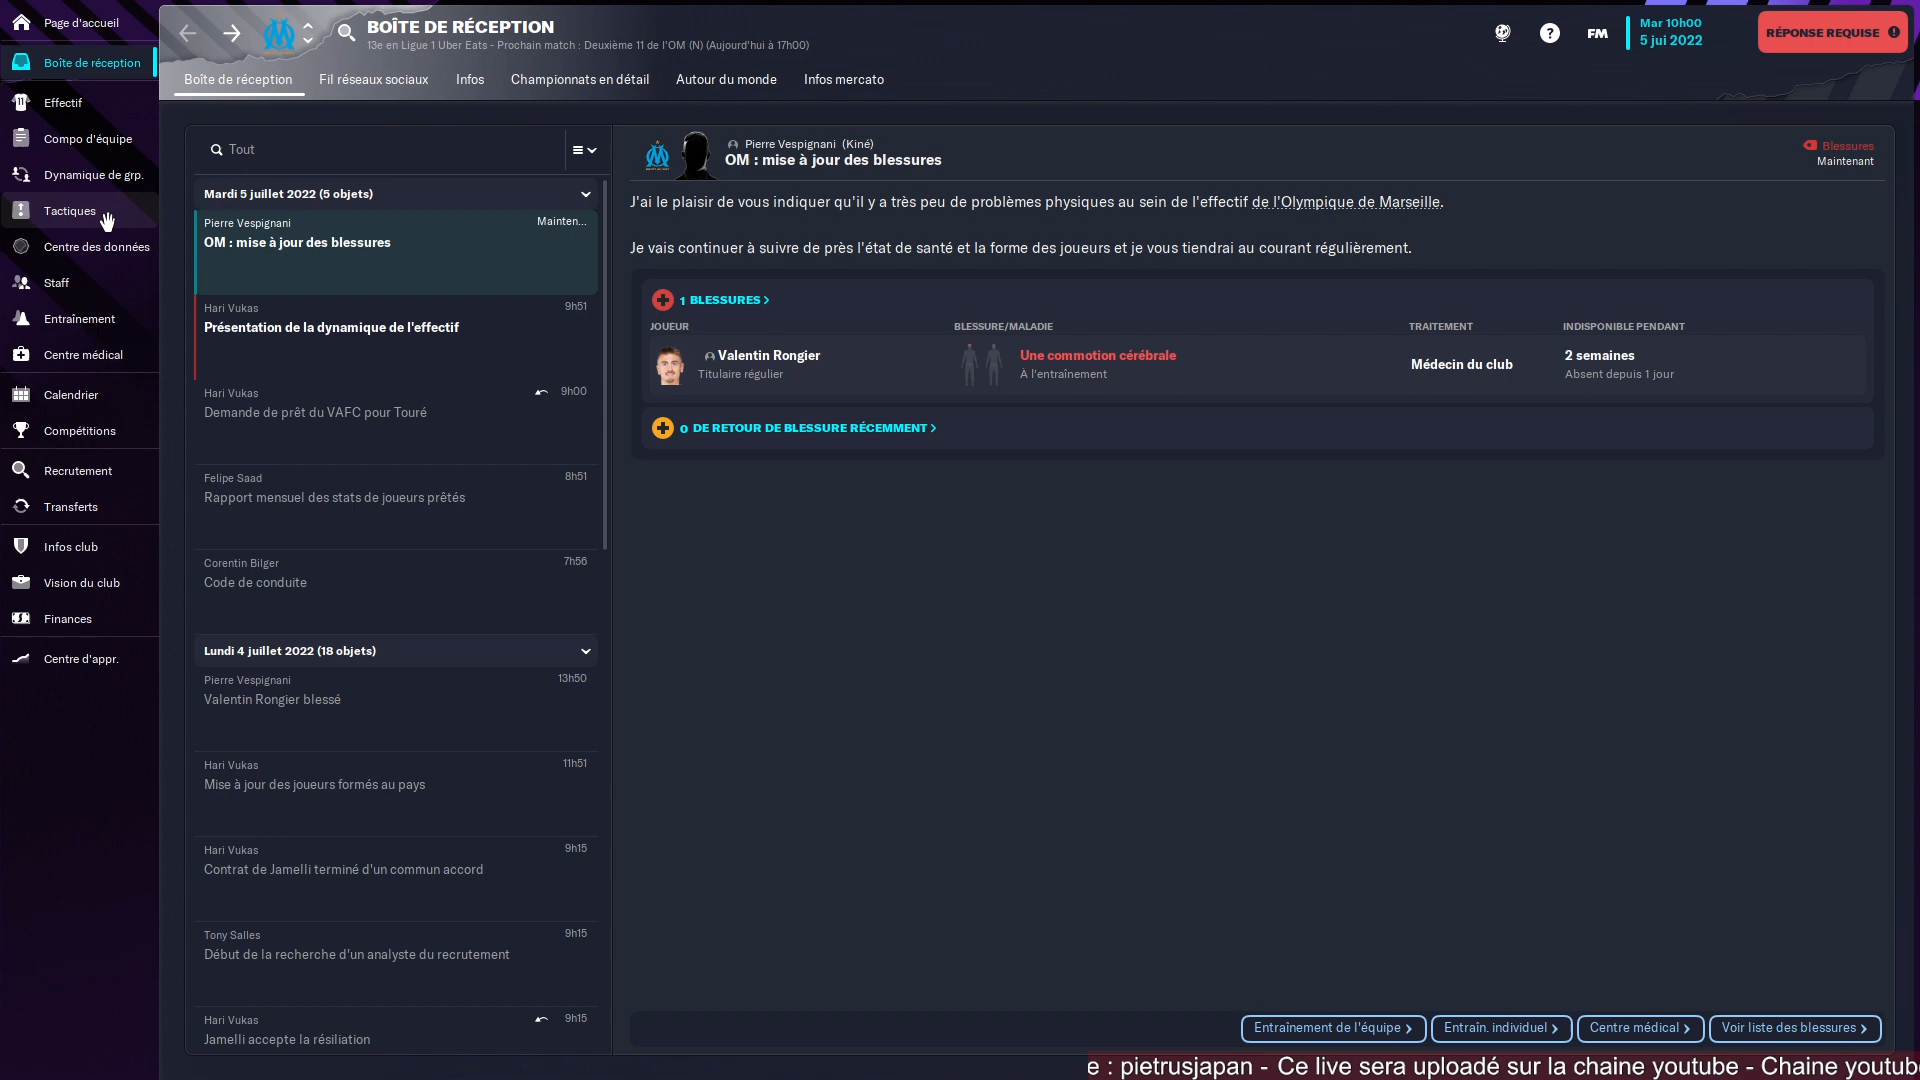 Page d'accueil
Boîte de réception
Effectif
Compo d'équipe
Dynamique de grp.
Tactiques
Centre des données
Staff
Entraînement
Centre médical
Calendrier
Compétitions
Recrutement
Transferts
Infos club
Vision du club
Finances
Centre d'appr.
BOÎTE DE RÉCEPTION
13e en Ligue 1 Uber Eats - Prochain match : Deuxième 11 de l'OM (N) (Aujourd'hui à 17h00)
FM
Mar 10h00
5 jui 2022
RÉPONSE REQUISE
Boîte de réception Fil réseaux sociaux Infos Championnats en détail Autour du monde Infos mercato
Tout
Mardi 5 juillet 2022 (5 objets)
Pierre Vespignani Mainten...
OM : mise à jour des blessures
Hari Vukas 9h51
Présentation de la dynamique de l'effectif
Hari Vukas 9h00
Demande de prêt du VAFC pour Touré
Felipe Saad 8h51
Rapport mensuel des stats de joueurs prêtés
Corentin Bilger 7h56
Code de conduite
Lundi 4 juillet 2022 (18 objets)
Pierre Vespignani 13h50
Valentin Rongier blessé
Hari Vukas 11h51
Mise à jour des joueurs formés au pays
Hari Vukas 9h15
Contrat de Jamelli terminé d'un commun accord
Tony Salles 9h15
Début de la recherche d'un analyste du recrutement
Hari Vukas 9h15
Jamelli accepte la résiliation
Pierre Vespignani (Kiné)
OM : mise à jour des blessures
Blessures
Maintenant
J'ai le plaisir de vous indiquer qu'il y a très peu de problèmes physiques au sein de l'effectif de l'Olympique de Marseille.
Je vais continuer à suivre de près l'état de santé et la forme des joueurs et je vous tiendrai au courant régulièrement.
1 BLESSURES >
JOUEUR BLESSURE/MALADIE TRAITEMENT INDISPONIBLE PENDANT
Valentin Rongier Une commotion cérébrale Médecin du club 2 semaines
Titulaire régulier À l'entraînement Absent depuis 1 jour
0 DE RETOUR DE BLESSURE RÉCEMMENT >
Entraînement de l'équipe > Entraîn. individuel > Centre médical > Voir liste des blessures >
e : pietrusjapan - Ce live sera uploadé sur la chaine youtube - Chaine youtub